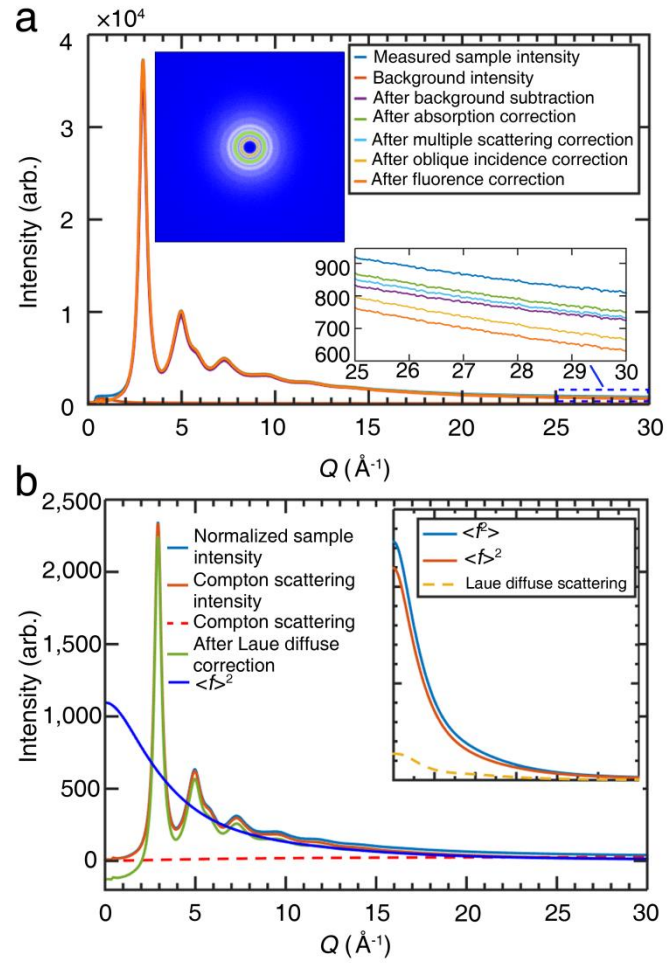 a
×10⁴
4
3
2
1
0
Intensity (arb.)
Measured sample intensity
Background intensity
After background subtraction
After absorption correction
After multiple scattering correction
After oblique incidence correction
After fluorence correction
900
800
700
600
25 26 27 28 29 30
0 5 10 15 20 25 30
Q (Å⁻¹)
b
2,500
2,000
1,500
1,000
500
0
Intensity (arb.)
Normalized sample
intensity
Compton scattering
intensity
Compton scattering
After Laue diffuse
correction
<f>²
<f²>
<f>²
Laue diffuse scattering
0 5 10 15 20 25 30
Q (Å⁻¹)